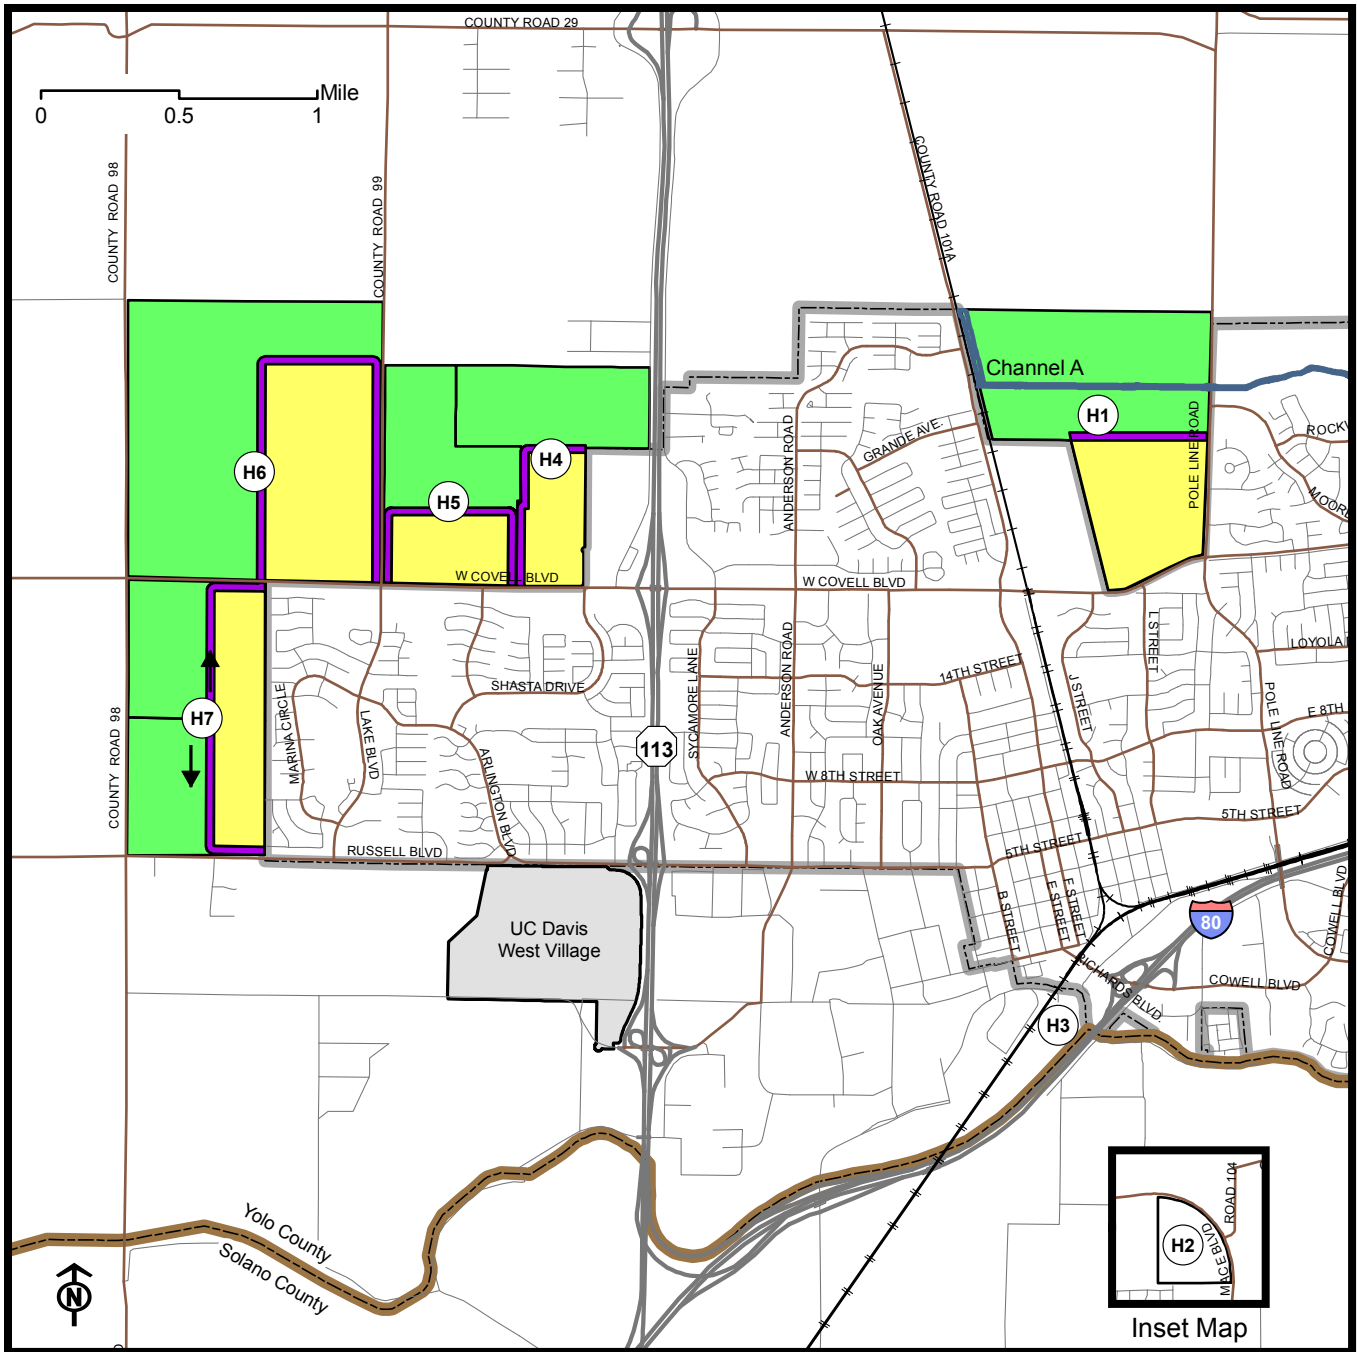 COUNTY ROAD 29
Mile
0
0.5
1
COUNTY ROAD 98
COUNTY ROAD 99
COUNTY ROAD 101A
Channel A
H1
POLE LINE ROAD
ROCKW
MOORE
GRANDE AVE.
ANDERSON ROAD
H6
H5
H4
W COVELL BLVD
W COVELL BLVD
L STREET
LOYOLA
14TH STREET
J STREET
POLE LINE ROAD
E 8TH
SHASTA DRIVE
MARINA CIRCLE
LAKE BLVD
ARLINGTON BLVD
SYCAMORE LANE
ANDERSON ROAD
OAK AVENUE
H7
COUNTY ROAD 98
113
W 8TH STREET
5TH STREET
5TH STREET
RUSSELL BLVD
B STREET
E STREET
F STREET
UC Davis
West Village
80
COWELL BLVD
COWELL BLVD
RICHARDS BLVD.
H3
Yolo County
Solano County
N
ROAD 104
MACE BLVD
H2
Inset Map